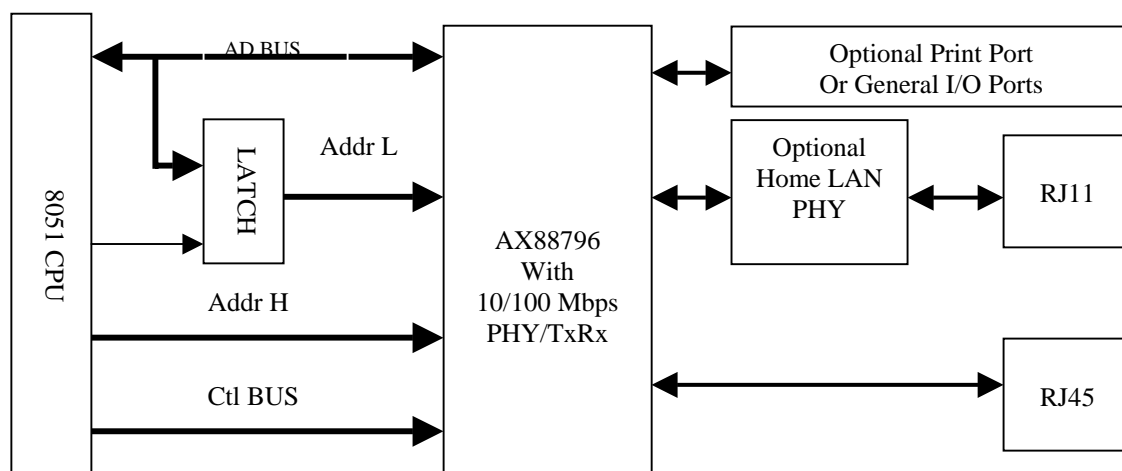 8051 CPU
AD BUS
LATCH
Addr L
Addr H
Ctl BUS
AX88796
With
10/100 Mbps
PHY/TxRx
Optional Print Port
Or General I/O Ports
Optional
Home LAN
PHY
RJ11
RJ45